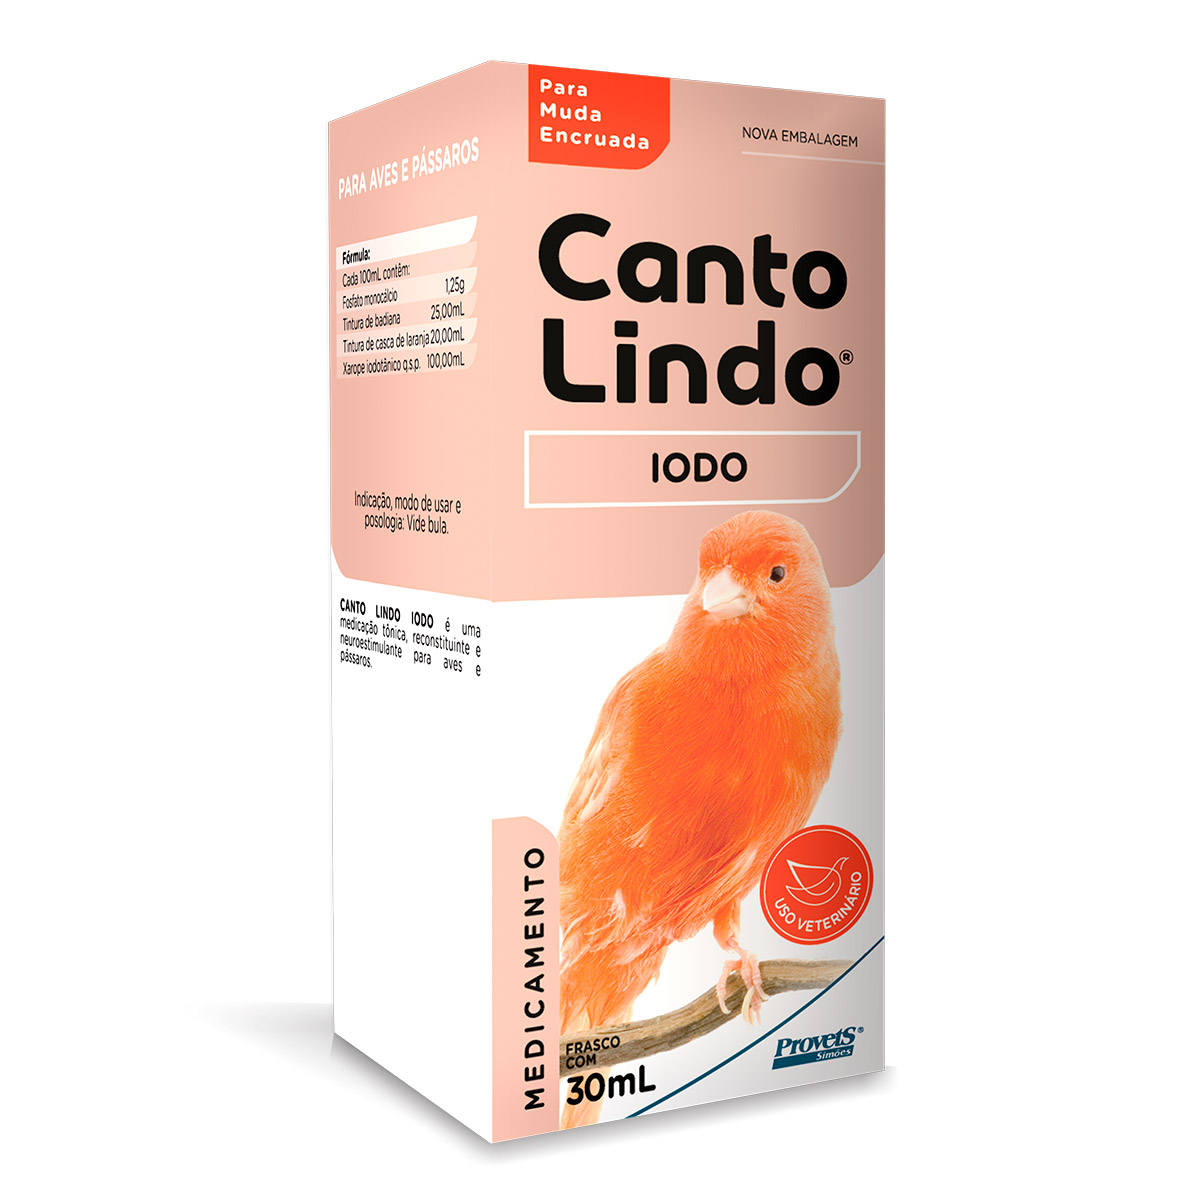 PARA AVES E PÁSSAROS
Fórmula:
Cada 100mL contêm:
Fosfato monocálcio 1,25g
Tintura de badiana 25,00mL
Tintura de casca de laranja 20,00mL
Xarope iodotânico q.s.p. 100,00mL
Indicação, modo de usar e
posologia: Vide bula.
CANTO LINDO IODO é uma
medicação tônica, reconstituinte e
neuroestimulante para aves e
pássaros.
Para
Muda
Encruada
NOVA EMBALAGEM
Canto
Lindo®
IODO
USO VETERINÁRIO
MEDICAMENTO
FRASCO
COM
30mL
Provets®
Simões